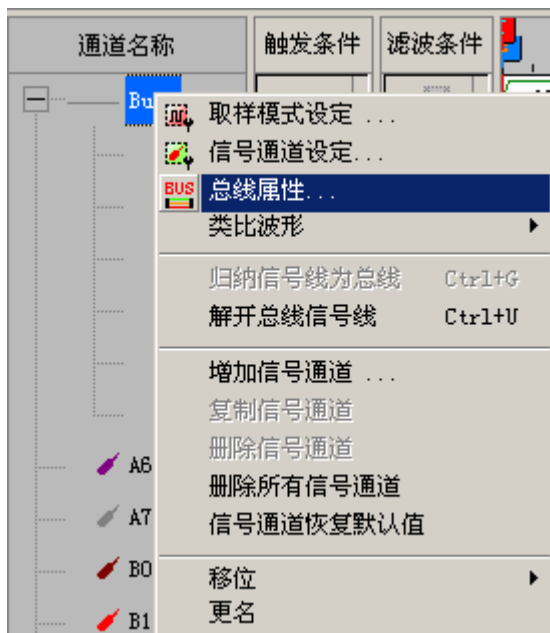 通道名称 触发条件 滤波条件
Bu
取样模式设定 ...
信号通道设定...
BUS 总线属性...
类比波形
归纳信号线为总线 Ctrl+G
解开总线信号线 Ctrl+U
增加信号通道 ...
复制信号通道
删除信号通道
A6
删除所有信号通道
A7 信号通道恢复默认值
B0 移位
B1 更名